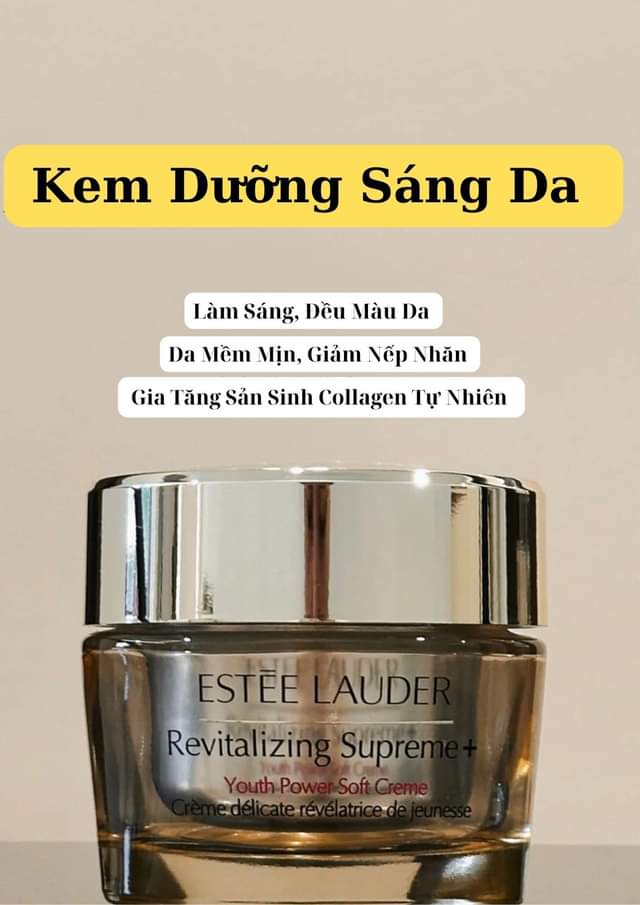 Kem Dưỡng Sáng Da
Làm Sáng, Đều Màu Da
Da Mềm Mịn, Giảm Nếp Nhăn
Gia Tăng Sản Sinh Collagen Tự Nhiên
ESTĒE LAUDER
Revitalizing Supreme+
Youth Power Soft Creme
Crème délicate révélatrice de jeunesse